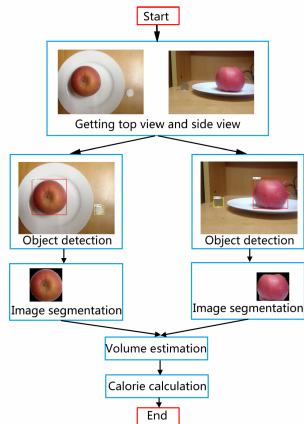 Start
Getting top view and side view
Object detection
Object detection
Image segmentation
Image segmentation
Volume estimation
Calorie calculation
End